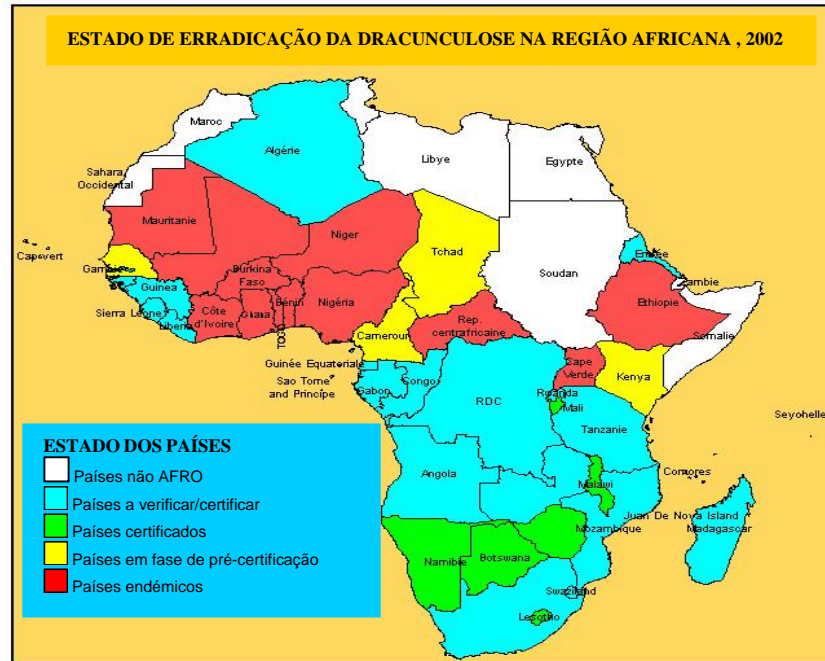 ESTADO DE ERRADICAÇÃO DA DRACUNCULOSE NA REGIÃO AFRICANA , 2002
Maroc
Algérie
Libye
Egypte
Sahara
Occidental
Mauritanie
Niger
Tchad
Soudan
Capevert
Gambie
Guinea
Sierra Leone
Liberia
Côte
d'Ivoire
Burkina
Faso
Bénin
TOGO
Nigéria
Cameroun
Rep.
centrafricaine
Ethiopie
Zambie
Somalie
Guinée Equatoriale
Sao Tome
and Principe
Gabon
Congo
RDC
Cape
Verde
Kenya
Rwanda
Mali
Tanzanie
Seyohelle
Angola
Malawi
Comores
Juan De Nova Island
Mozambique
Madagascar
Namibie
Botswana
Swaziland
Lesotho
ESTADO DOS PAÍSES
Países não AFRO
Países a verificar/certificar
Países certificados
Países em fase de pré-certificação
Países endémicos